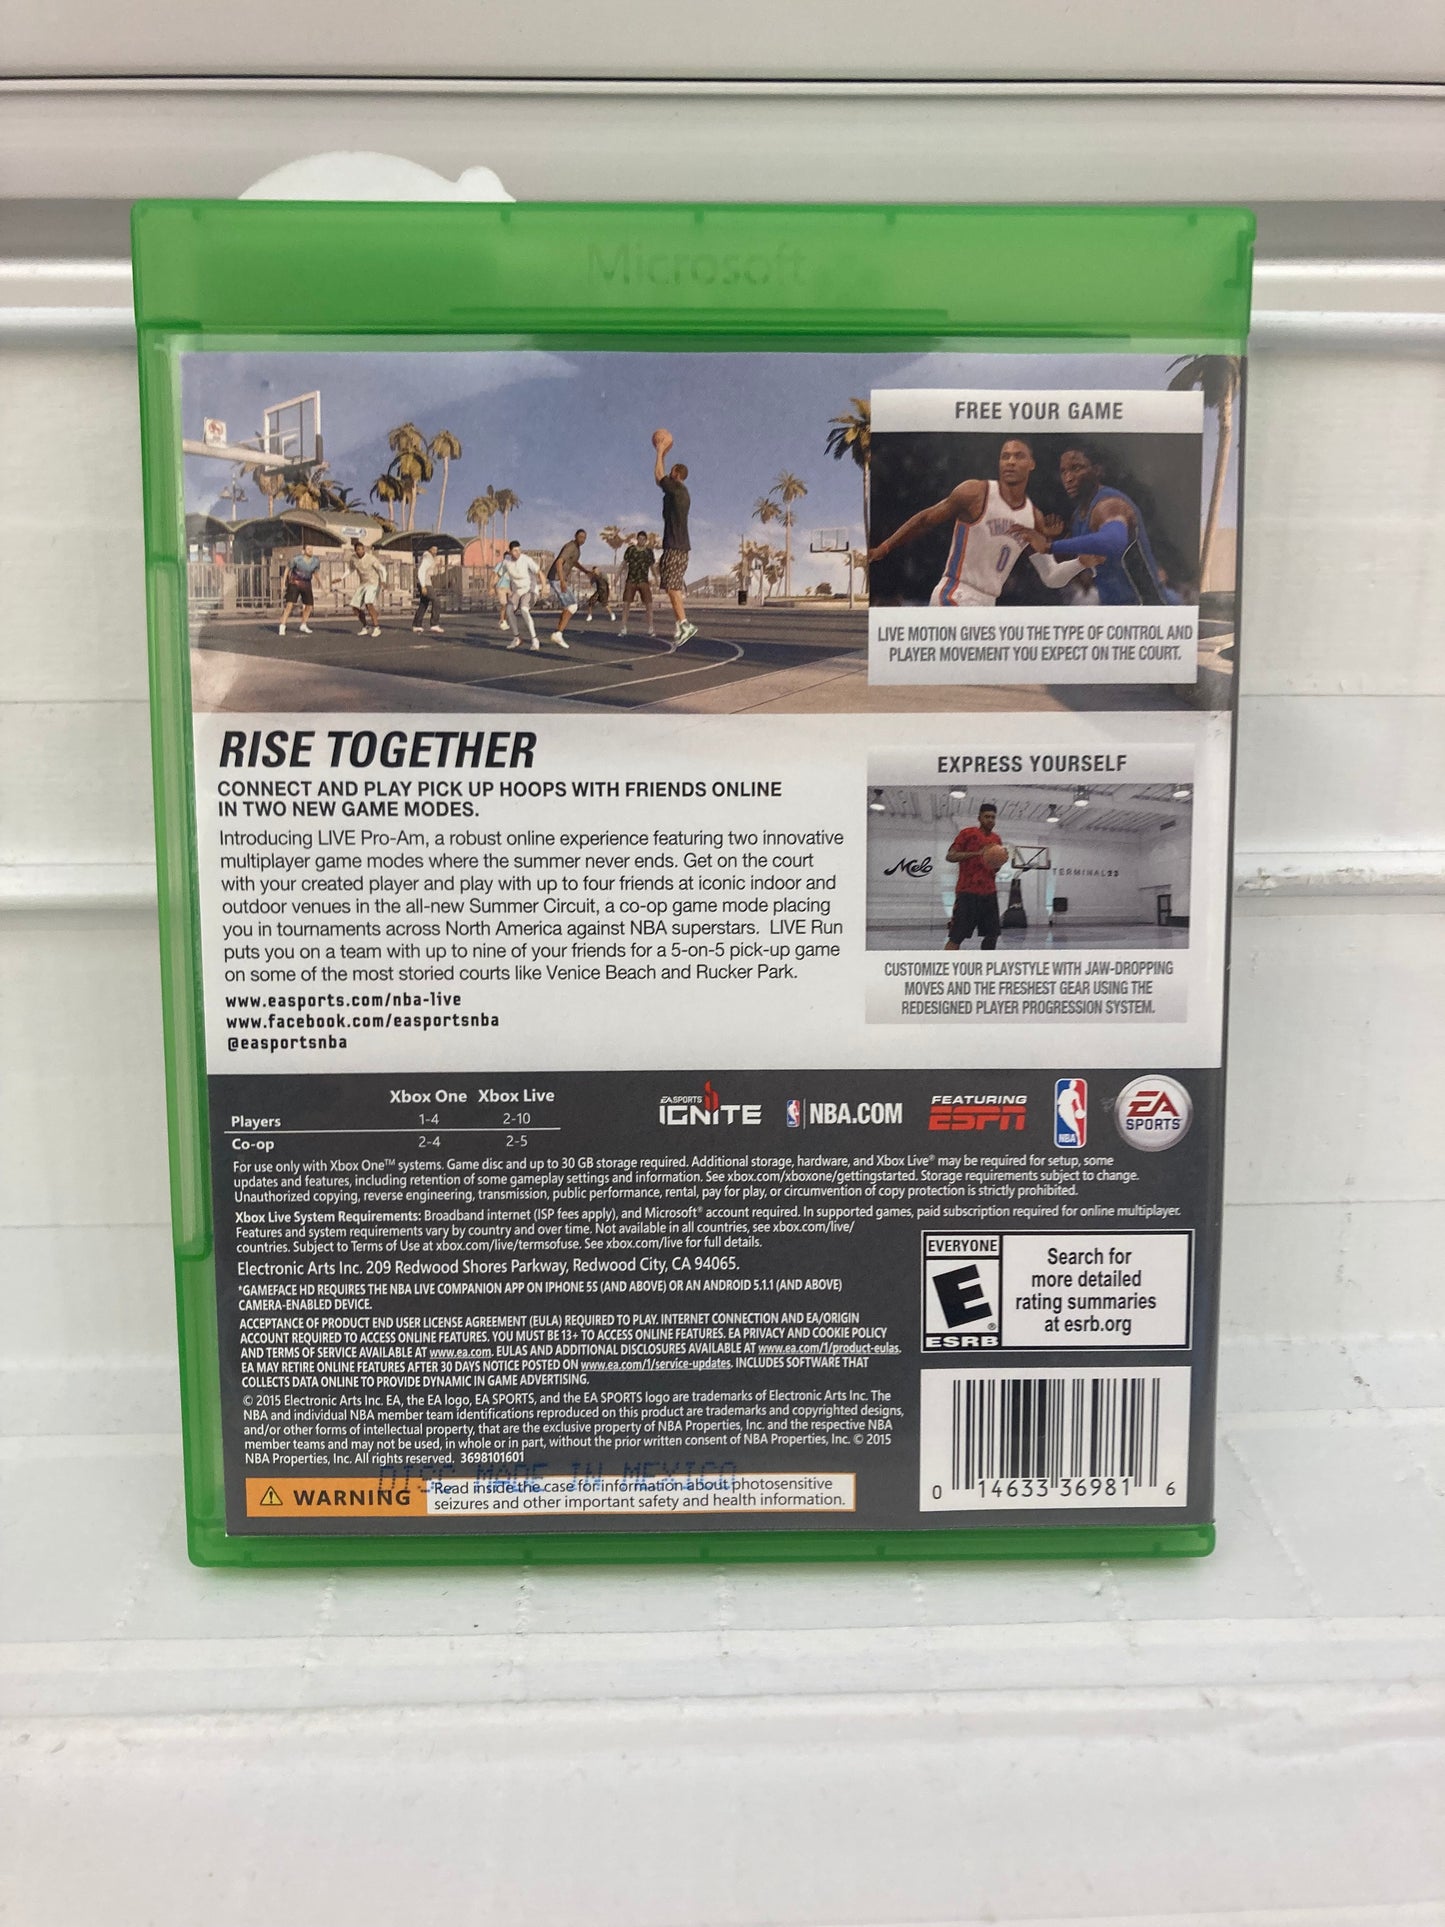 Microsoft
FREE YOUR GAME
THUNDER
0
LIVE MOTION GIVES YOU THE TYPE OF CONTROL AND
PLAYER MOVEMENT YOU EXPECT ON THE COURT.
RISE TOGETHER
CONNECT AND PLAY PICK UP HOOPS WITH FRIENDS ONLINE
IN TWO NEW GAME MODES.
Introducing LIVE Pro-Am, a robust online experience featuring two innovative
multiplayer game modes where the summer never ends. Get on the court
with your created player and play with up to four friends at iconic indoor and
outdoor venues in the all-new Summer Circuit, a co-op game mode placing
you in tournaments across North America against NBA superstars. LIVE Run
puts you on a team with up to nine of your friends for a 5-on-5 pick-up game
on some of the most storied courts like Venice Beach and Rucker Park.
www.easports.com/nba-live
www.facebook.com/easportsnba
@easportsnba
EXPRESS YOURSELF
Melo
TERMINAL23
CUSTOMIZE YOUR PLAYSTYLE WITH JAW-DROPPING
MOVES AND THE FRESHEST GEAR USING THE
REDESIGNED PLAYER PROGRESSION SYSTEM.
Xbox One Xbox Live
Players 1-4 2-10
Co-op 2-4 2-5
EA SPORTS
IGNITE
NBA.COM
FEATURING
ESPN
NBA
EA
SPORTS
For use only with Xbox One™ systems. Game disc and up to 30 GB storage required. Additional storage, hardware, and Xbox Live® may be required for setup, some
updates and features, including retention of some gameplay settings and information. See xbox.com/xboxone/gettingstarted. Storage requirements subject to change.
Unauthorized copying, reverse engineering, transmission, public performance, rental, pay for play, or circumvention of copy protection is strictly prohibited.
Xbox Live System Requirements: Broadband internet (ISP fees apply), and Microsoft® account required. In supported games, paid subscription required for online multiplayer.
Features and system requirements vary by country and over time. Not available in all countries, see xbox.com/live/
countries. Subject to Terms of Use at xbox.com/live/termsofuse. See xbox.com/live for full details.
Electronic Arts Inc. 209 Redwood Shores Parkway, Redwood City, CA 94065.
*GAMEFACE HD REQUIRES THE NBA LIVE COMPANION APP ON IPHONE 5S (AND ABOVE) OR AN ANDROID 5.1.1 (AND ABOVE)
CAMERA-ENABLED DEVICE.
ACCEPTANCE OF PRODUCT END USER LICENSE AGREEMENT (EULA) REQUIRED TO PLAY. INTERNET CONNECTION AND EA/ORIGIN
ACCOUNT REQUIRED TO ACCESS ONLINE FEATURES. YOU MUST BE 13+ TO ACCESS ONLINE FEATURES. EA PRIVACY AND COOKIE POLICY
AND TERMS OF SERVICE AVAILABLE AT www.ea.com. EULAS AND ADDITIONAL DISCLOSURES AVAILABLE AT www.ea.com/1/product-eulas.
EA MAY RETIRE ONLINE FEATURES AFTER 30 DAYS NOTICE POSTED ON www.ea.com/1/service-updates. INCLUDES SOFTWARE THAT
COLLECTS DATA ONLINE TO PROVIDE DYNAMIC IN GAME ADVERTISING.
© 2015 Electronic Arts Inc. EA, the EA logo, EA SPORTS, and the EA SPORTS logo are trademarks of Electronic Arts Inc. The
NBA and individual NBA member team identifications reproduced on this product are trademarks and copyrighted designs,
and/or other forms of intellectual property, that are the exclusive property of NBA Properties, Inc. and the respective NBA
member teams and may not be used, in whole or in part, without the prior written consent of NBA Properties, Inc. © 2015
NBA Properties, Inc. All rights reserved. 3698101601
DISC MADE IN MEXICO
WARNING
Read inside the case for information about photosensitive
seizures and other important safety and health information.
EVERYONE
E
ESRB
Search for
more detailed
rating summaries
at esrb.org
0 14633 36981 6